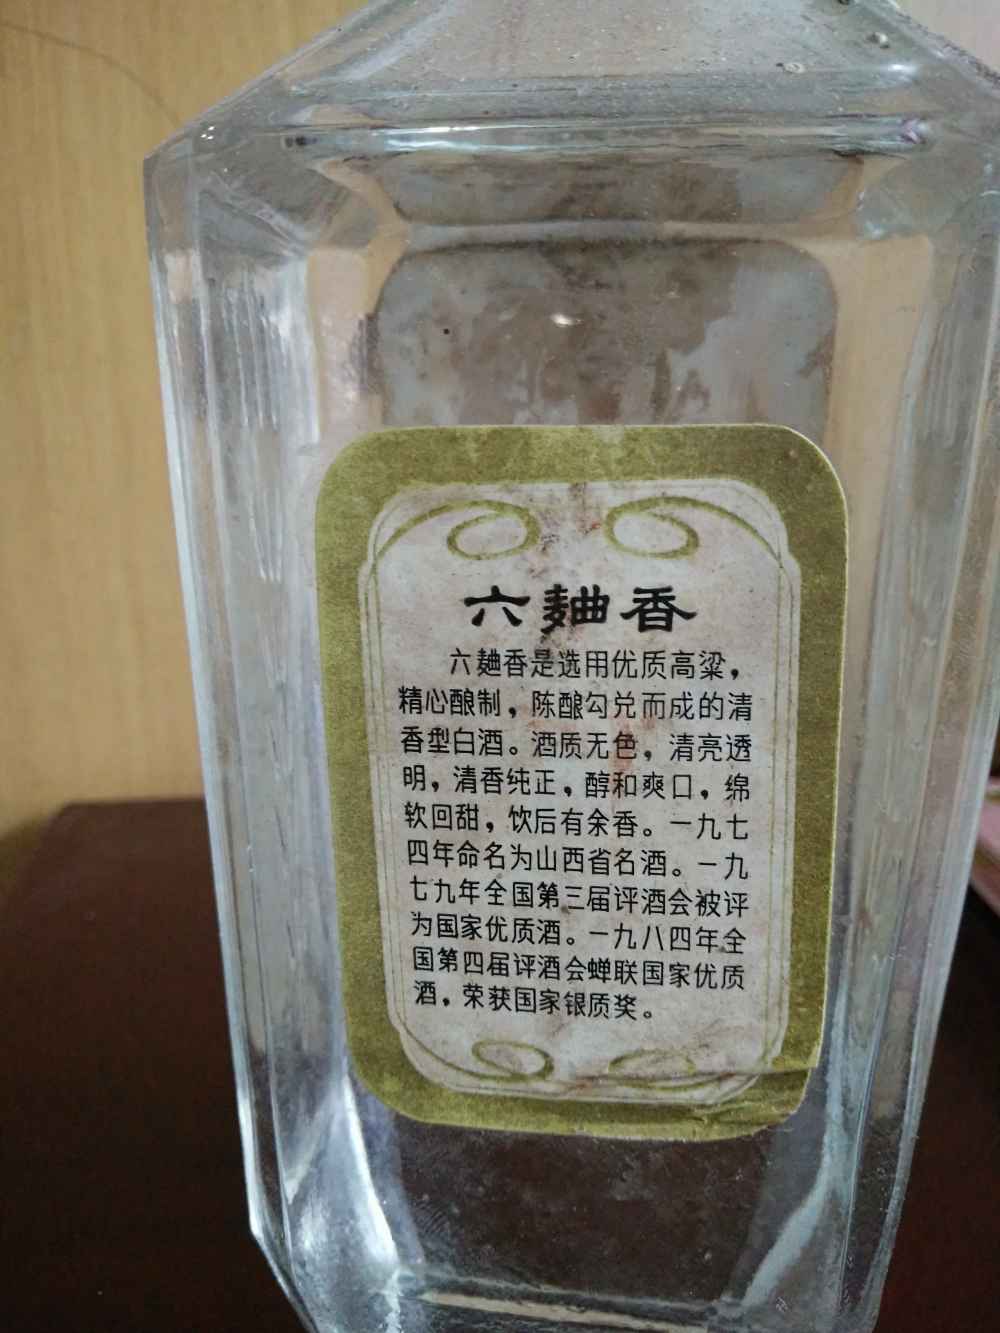 六麯香
六麯香是选用优质高粱，
精心酿制，陈酿勾兑而成的清
香型白酒。酒质无色，清亮透
明，清香纯正，醇和爽口，绵
软回甜，饮后有余香。一九七
四年命名为山西省名酒。一九
七九年全国第三届评酒会被评
为国家优质酒。一九八四年全
国第四届评酒会蝉联国家优质
酒，荣获国家银质奖。